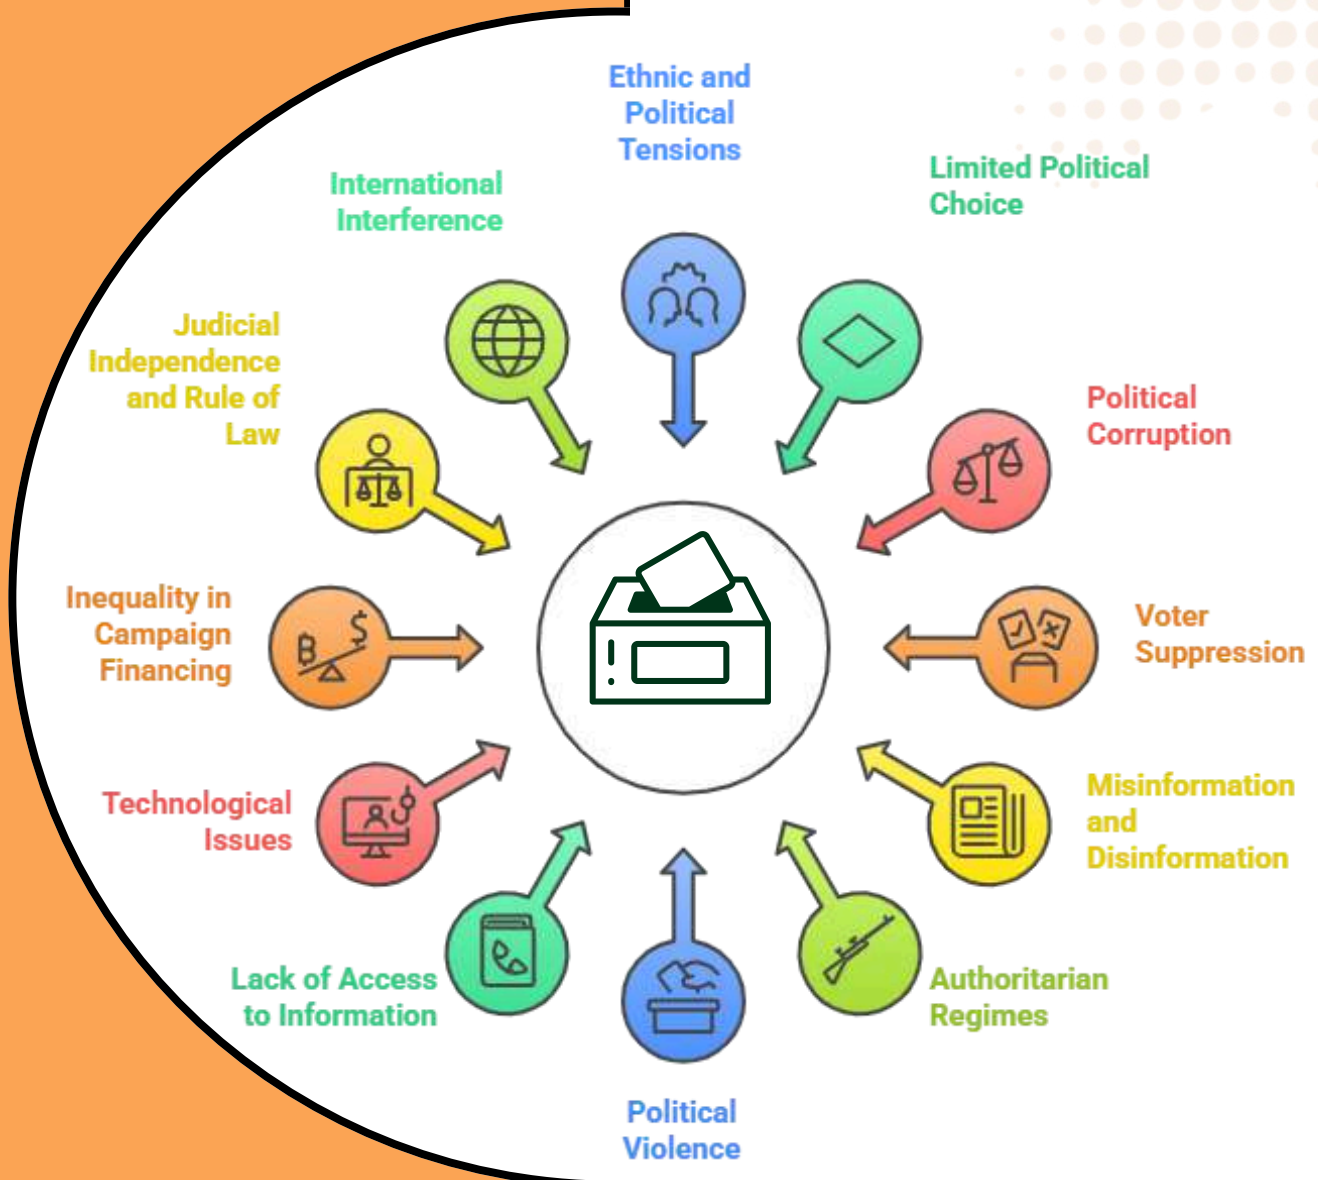 Ethnic and
Political
Tensions
Limited Political
Choice
Political
Corruption
Voter
Suppression
Misinformation
and
Disinformation
Authoritarian
Regimes
Political
Violence
Lack of Access
to Information
Technological
Issues
Inequality in
Campaign
Financing
Judicial
Independence
and Rule of
Law
International
Interference